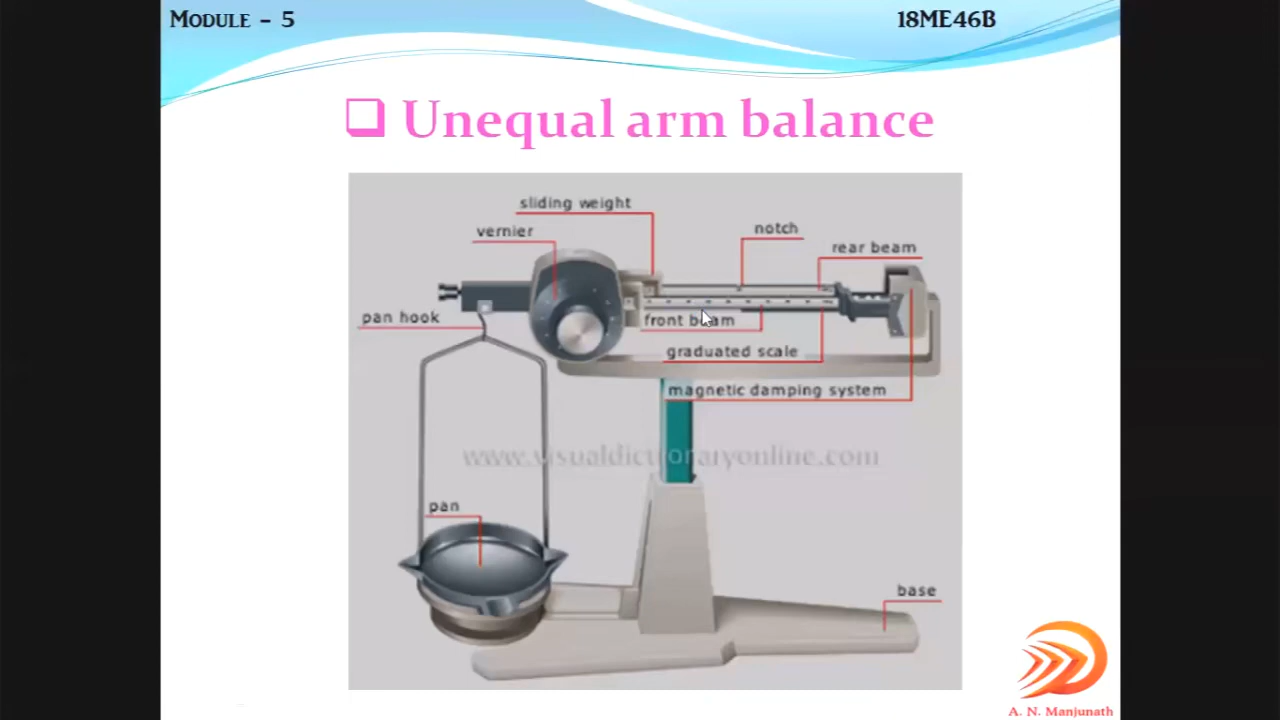 MODULE – 5
18ME46B
❑ Unequal arm balance
sliding weight
vernier
notch
rear beam
pan hook
front beam
graduated scale
magnetic damping system
www.visualdictionaryonline.com
pan
base
A. N. Manjunath